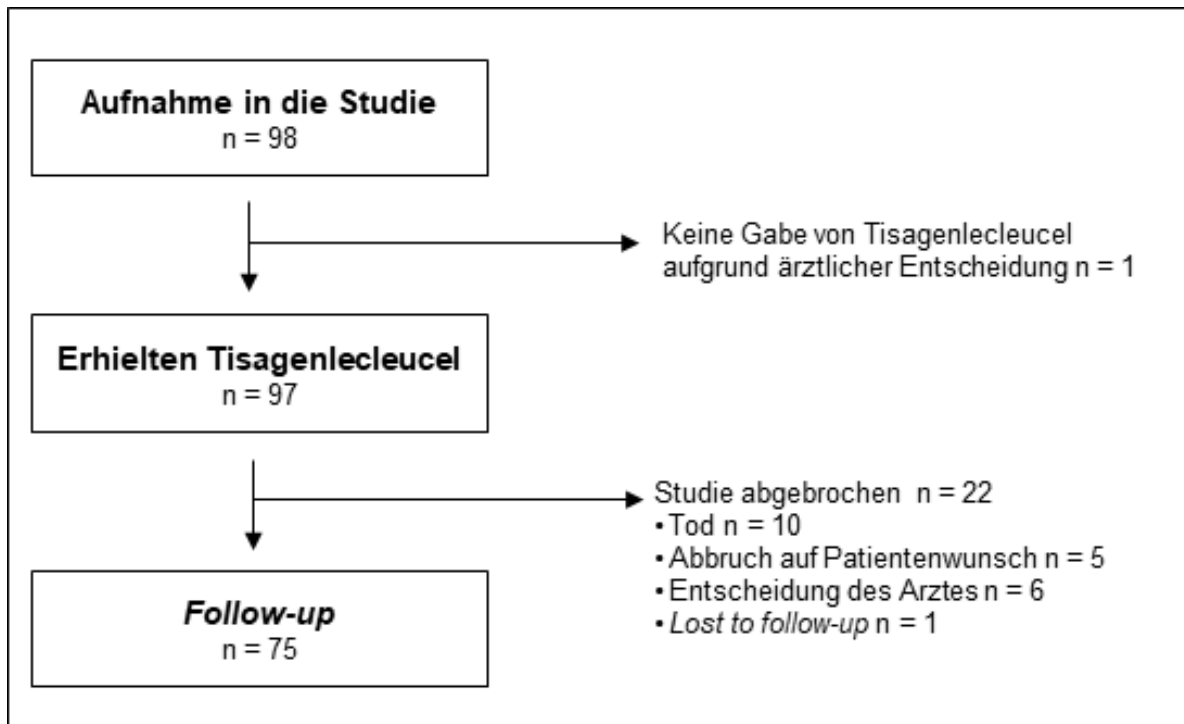 Aufnahme in die Studie
n = 98
Keine Gabe von Tisagenlecleucel
aufgrund ärztlicher Entscheidung n = 1
Erhielten Tisagenlecleucel
n = 97
Studie abgebrochen n = 22
• Tod n = 10
• Abbruch auf Patientenwunsch n = 5
• Entscheidung des Arztes n = 6
• Lost to follow-up n = 1
Follow-up
n = 75